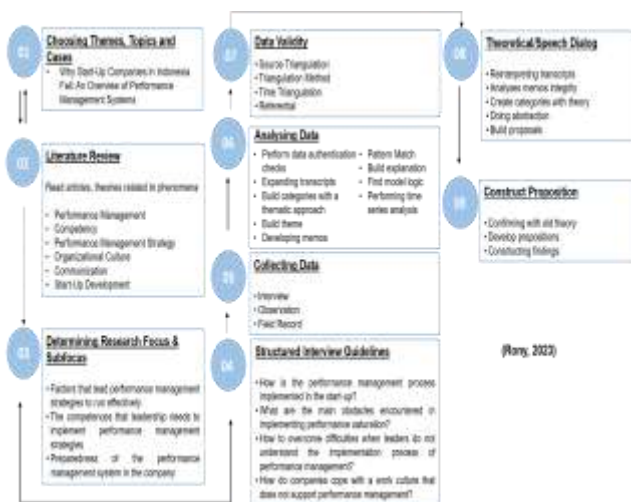 01
Choosing Themes, Topics and
Cases
• Why Start-Up Companies in Indonesia
Fail: An Overview of Performance
Management Systems
02
Literature Review
Read articles, theories related in phenomena
• Performance Management
• Competency
• Performance Management Strategy
• Organizational Culture
• Communication
• Start-Up Development
03
Determining Research Focus &
Subfocus
• Factors that lead performance management
strategies to run effectively.
• The competences that leadership needs to
implement performance management
strategies
• Preparedness of the performance
management system in the company.
04
Structured Interview Guidelines
• How is the performance management process
implemented in the start-up?
• What are the main obstacles encountered in
implementing performance
• How to overcome difficulties when leaders do not
understand the implementation process of
performance management?
• How do companies cope with a work culture that
does not support performance management?
05
Collecting Data
• Interview
• Observation
• Field Record
06
Analysing Data
• Perform data authentication
checks
• Expanding transcripts
• Build categories with a
thematic approach
• Build theme
• Developing memos
• Pattern Match
• Build explanation
• Find model logic
• Performing time
series analysis
07
Data Validity
• Source Triangulation
• Triangulation Method
• Time Triangulation
• Referential
08
Theoretical/Speech Dialog
• Reinterpreting transcripts
• Analyses memos integrity
• Create categories with theory
• Doing abstraction
• Build proposals
Construct Proposition
• Confirming with old theory
• Develop propositions
• Constructing findings
(Rony, 2023)